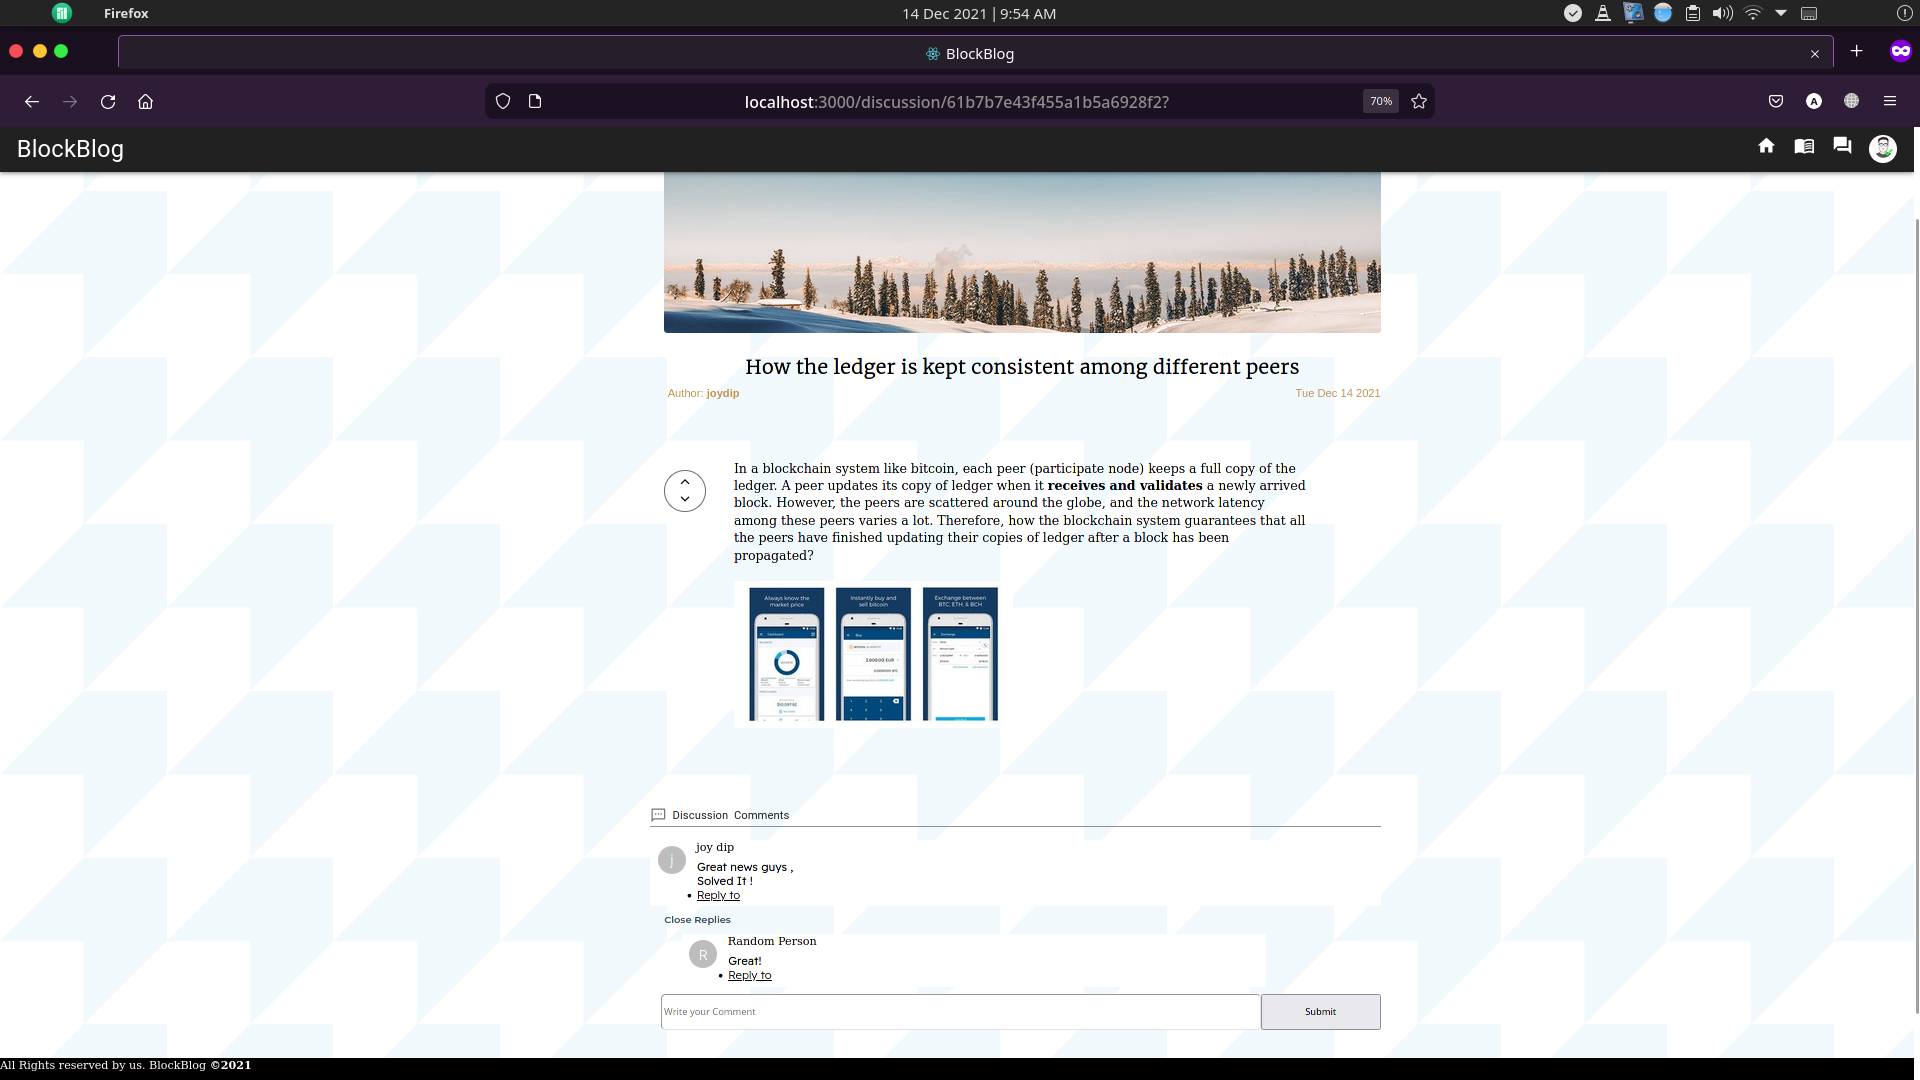 Firefox
14 Dec 2021 | 9:54 AM
BlockBlog
localhost:3000/discussion/61b7b7e43f455a1b5a6928f2?
70%
A
BlockBlog
How the ledger is kept consistent among different peers
Author: joydip
Tue Dec 14 2021
In a blockchain system like bitcoin, each peer (participate node) keeps a full copy of the
ledger. A peer updates its copy of ledger when it receives and validates a newly arrived
block. However, the peers are scattered around the globe, and the network latency
among these peers varies a lot. Therefore, how the blockchain system guarantees that all
the peers have finished updating their copies of ledger after a block has been
propagated?
Always know the
market price
Instantly buy and
sell bitcoin
Exchange between
BTC, ETH, & BCH
Dashboard
Buy
Exchange
Discussion Comments
j
joy dip
Great news guys ,
Solved It !
• Reply to
Close Replies
R
Random Person
Great!
• Reply to
Write your Comment
Submit
All Rights reserved by us. BlockBlog ©2021